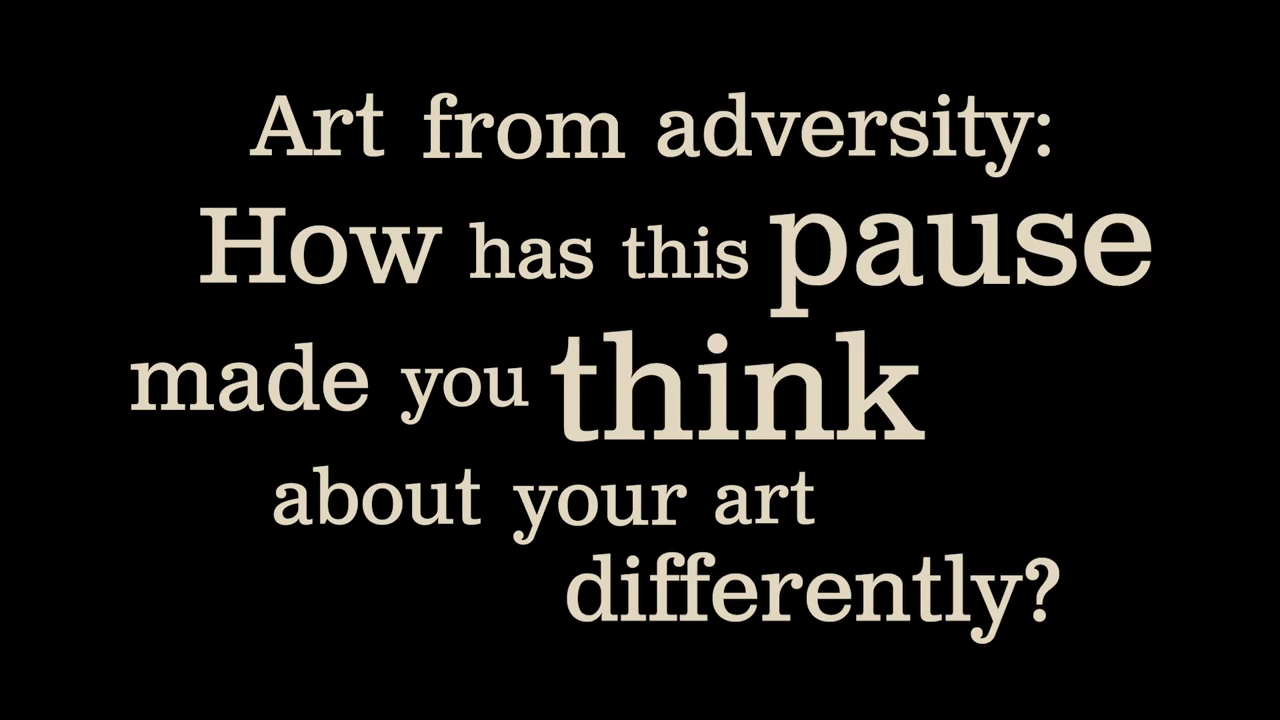 Art from adversity:
How has this pause
made you think
about your art
differently?